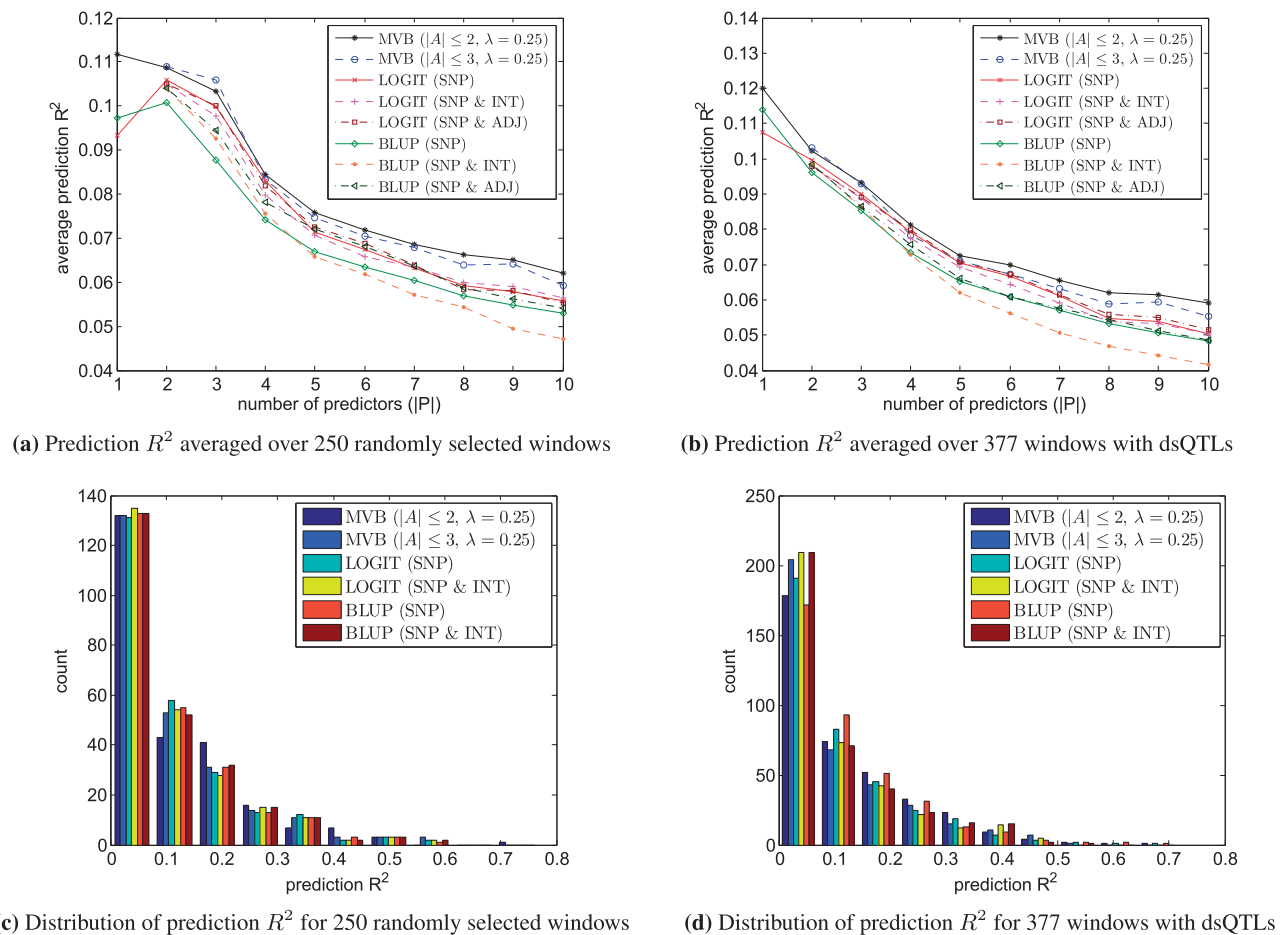 0.12
0.11
0.1
0.09
0.08
0.07
0.06
0.05
0.04
average prediction R²
MVB (|A| ≤ 2, λ = 0.25)
MVB (|A| ≤ 3, λ = 0.25)
LOGIT (SNP)
LOGIT (SNP & INT)
LOGIT (SNP & ADJ)
BLUP (SNP)
BLUP (SNP & INT)
BLUP (SNP & ADJ)
1 2 3 4 5 6 7 8 9 10
number of predictors (|P|)
(a) Prediction R² averaged over 250 randomly selected windows
0.14
0.13
0.12
0.11
0.1
0.09
0.08
0.07
0.06
0.05
0.04
average prediction R²
MVB (|A| ≤ 2, λ = 0.25)
MVB (|A| ≤ 3, λ = 0.25)
LOGIT (SNP)
LOGIT (SNP & INT)
LOGIT (SNP & ADJ)
BLUP (SNP)
BLUP (SNP & INT)
BLUP (SNP & ADJ)
1 2 3 4 5 6 7 8 9 10
number of predictors (|P|)
(b) Prediction R² averaged over 377 windows with dsQTLs
140
120
100
80
60
40
20
0
count
MVB (|A| ≤ 2, λ = 0.25)
MVB (|A| ≤ 3, λ = 0.25)
LOGIT (SNP)
LOGIT (SNP & INT)
BLUP (SNP)
BLUP (SNP & INT)
0 0.1 0.2 0.3 0.4 0.5 0.6 0.7 0.8
prediction R²
(c) Distribution of prediction R² for 250 randomly selected windows
250
200
150
100
50
0
count
MVB (|A| ≤ 2, λ = 0.25)
MVB (|A| ≤ 3, λ = 0.25)
LOGIT (SNP)
LOGIT (SNP & INT)
BLUP (SNP)
BLUP (SNP & INT)
0 0.1 0.2 0.3 0.4 0.5 0.6 0.7 0.8
prediction R²
(d) Distribution of prediction R² for 377 windows with dsQTLs